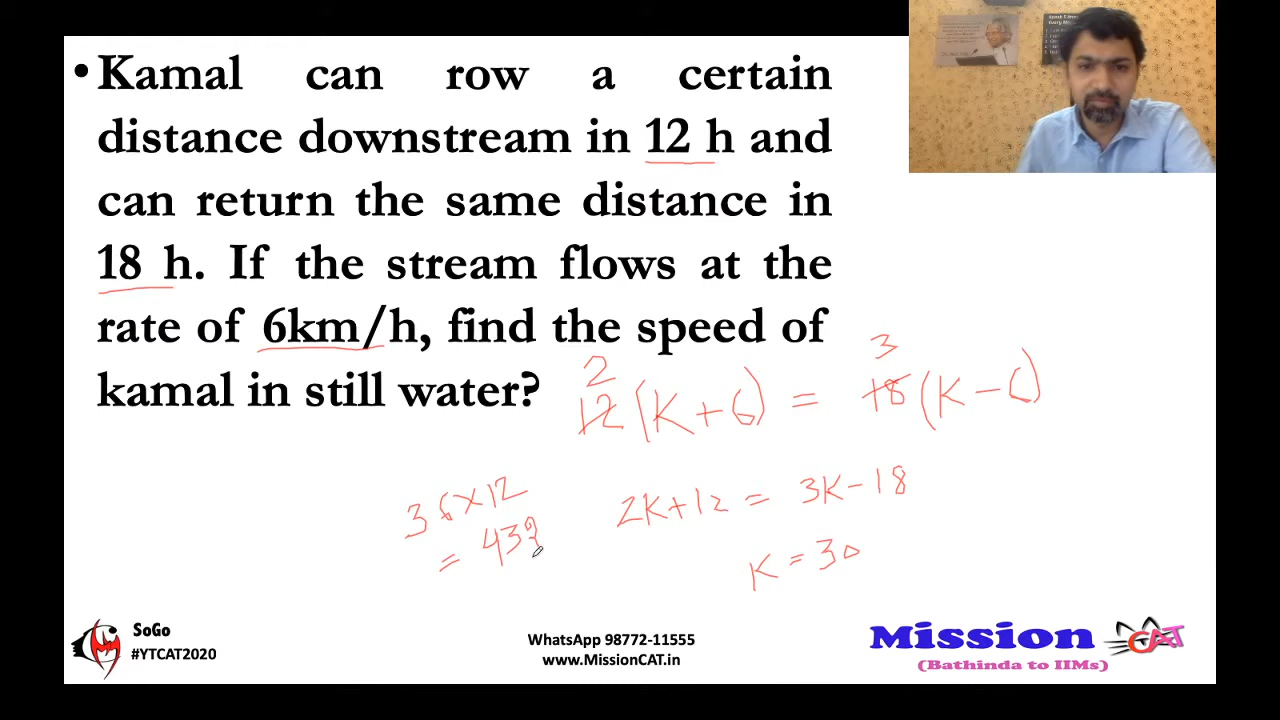 •Kamal can row a certain
distance downstream in 12 h and
can return the same distance in
18 h. If the stream flows at the
rate of 6km/h, find the speed of
kamal in still water?
2 3
12 (K+6) = 18 (K-6)
36×12 2K+12 = 3K-18
= 432 K = 30
SoGo
#YTCAT2020
WhatsApp 98772-11555
www.MissionCAT.in
Mission CAT
(Bathinda to IIMs)